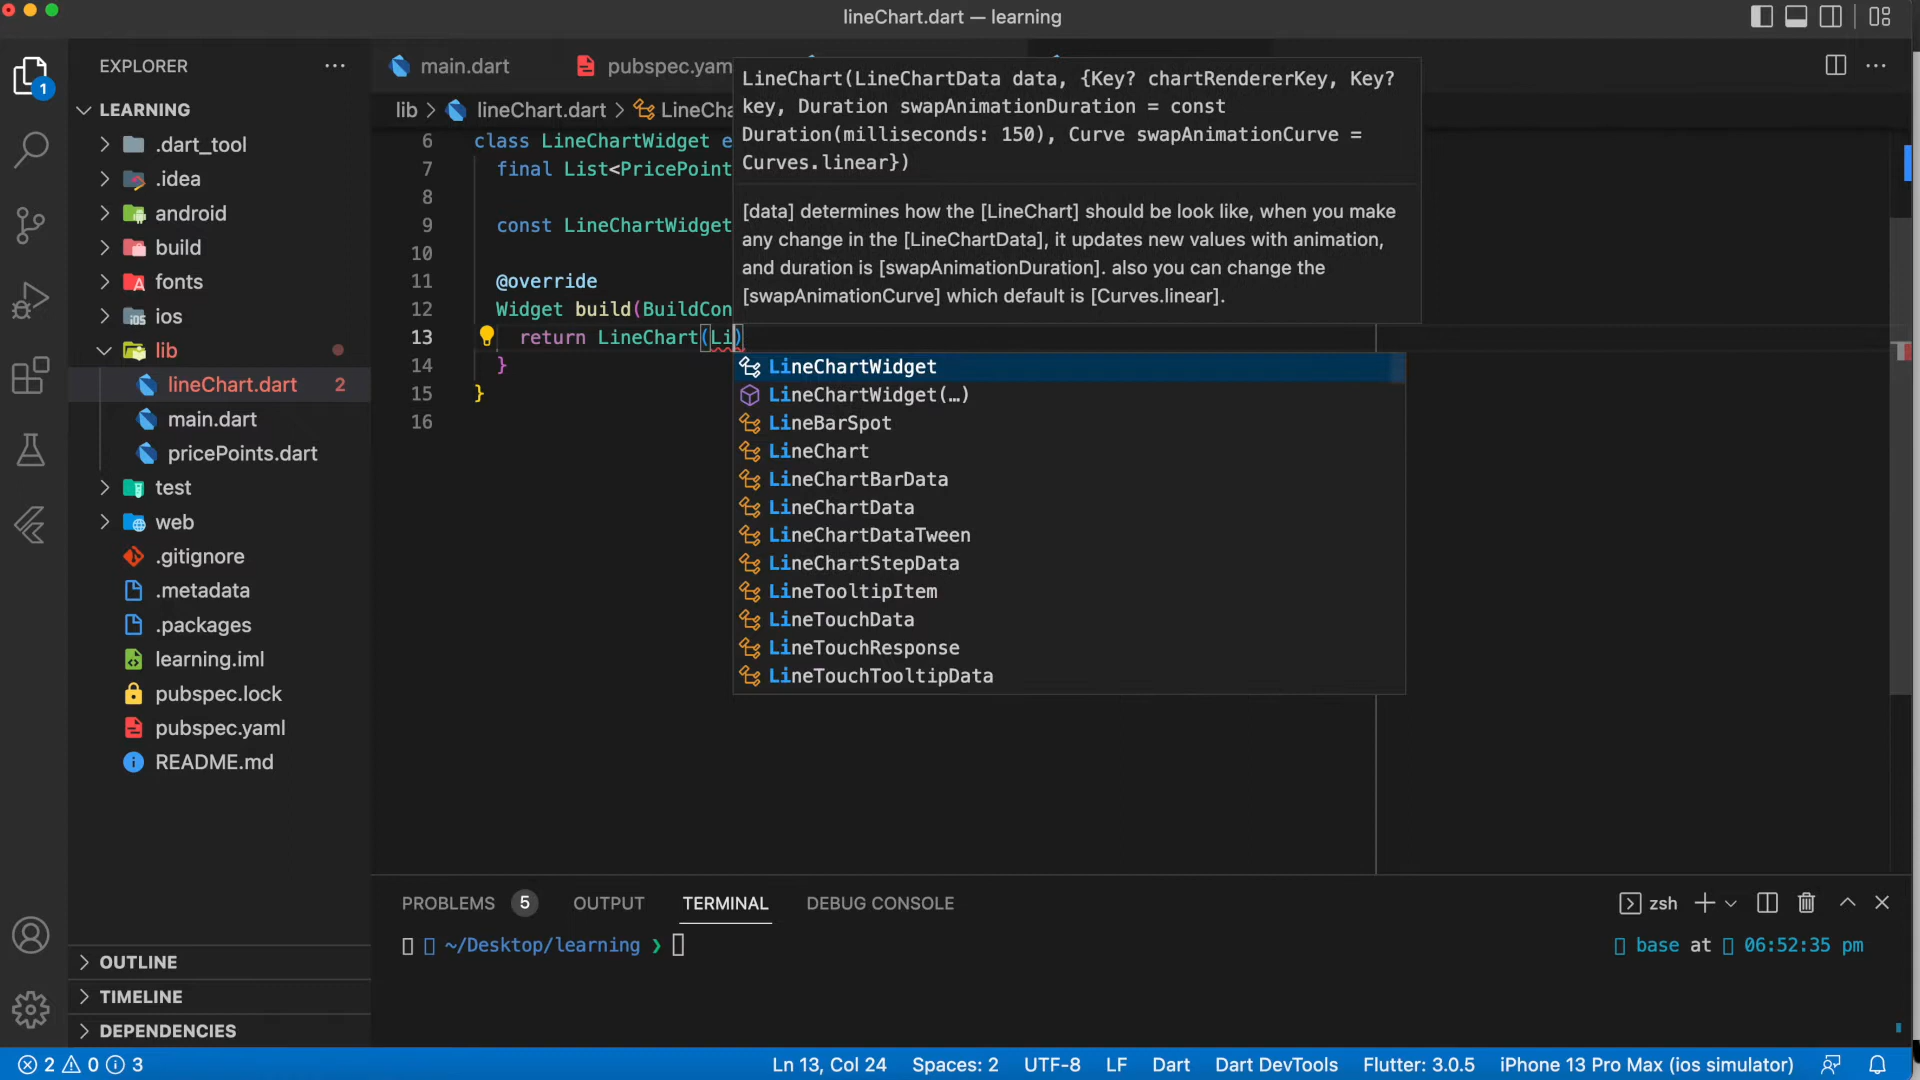 lineChart.dart — learning
EXPLORER
main.dart
pubspec.yam
1
LEARNING
.dart_tool
.idea
android
build
fonts
ios
lib
lineChart.dart 2
main.dart
pricePoints.dart
test
web
.gitignore
.metadata
.packages
learning.iml
pubspec.lock
pubspec.yaml
README.md
OUTLINE
TIMELINE
DEPENDENCIES
lib > lineChart.dart > LineCha
6 class LineChartWidget e
7 final List<PricePoint
8
9 const LineChartWidget
10
11 @override
12 Widget build(BuildCon
13 return LineChart(Li)
14 }
15 }
16
LineChart(LineChartData data, {Key? chartRendererKey, Key?
key, Duration swapAnimationDuration = const
Duration(milliseconds: 150), Curve swapAnimationCurve =
Curves.linear})
[data] determines how the [LineChart] should be look like, when you make
any change in the [LineChartData], it updates new values with animation,
and duration is [swapAnimationDuration]. also you can change the
[swapAnimationCurve] which default is [Curves.linear].
LineChartWidget
LineChartWidget(…)
LineBarSpot
LineChart
LineChartBarData
LineChartData
LineChartDataTween
LineChartStepData
LineTooltipItem
LineTouchData
LineTouchResponse
LineTouchTooltipData
PROBLEMS 5 OUTPUT TERMINAL DEBUG CONSOLE
zsh
~/Desktop/learning ❯
base at 06:52:35 pm
2 0 3
Ln 13, Col 24 Spaces: 2 UTF-8 LF Dart Dart DevTools Flutter: 3.0.5 iPhone 13 Pro Max (ios simulator)